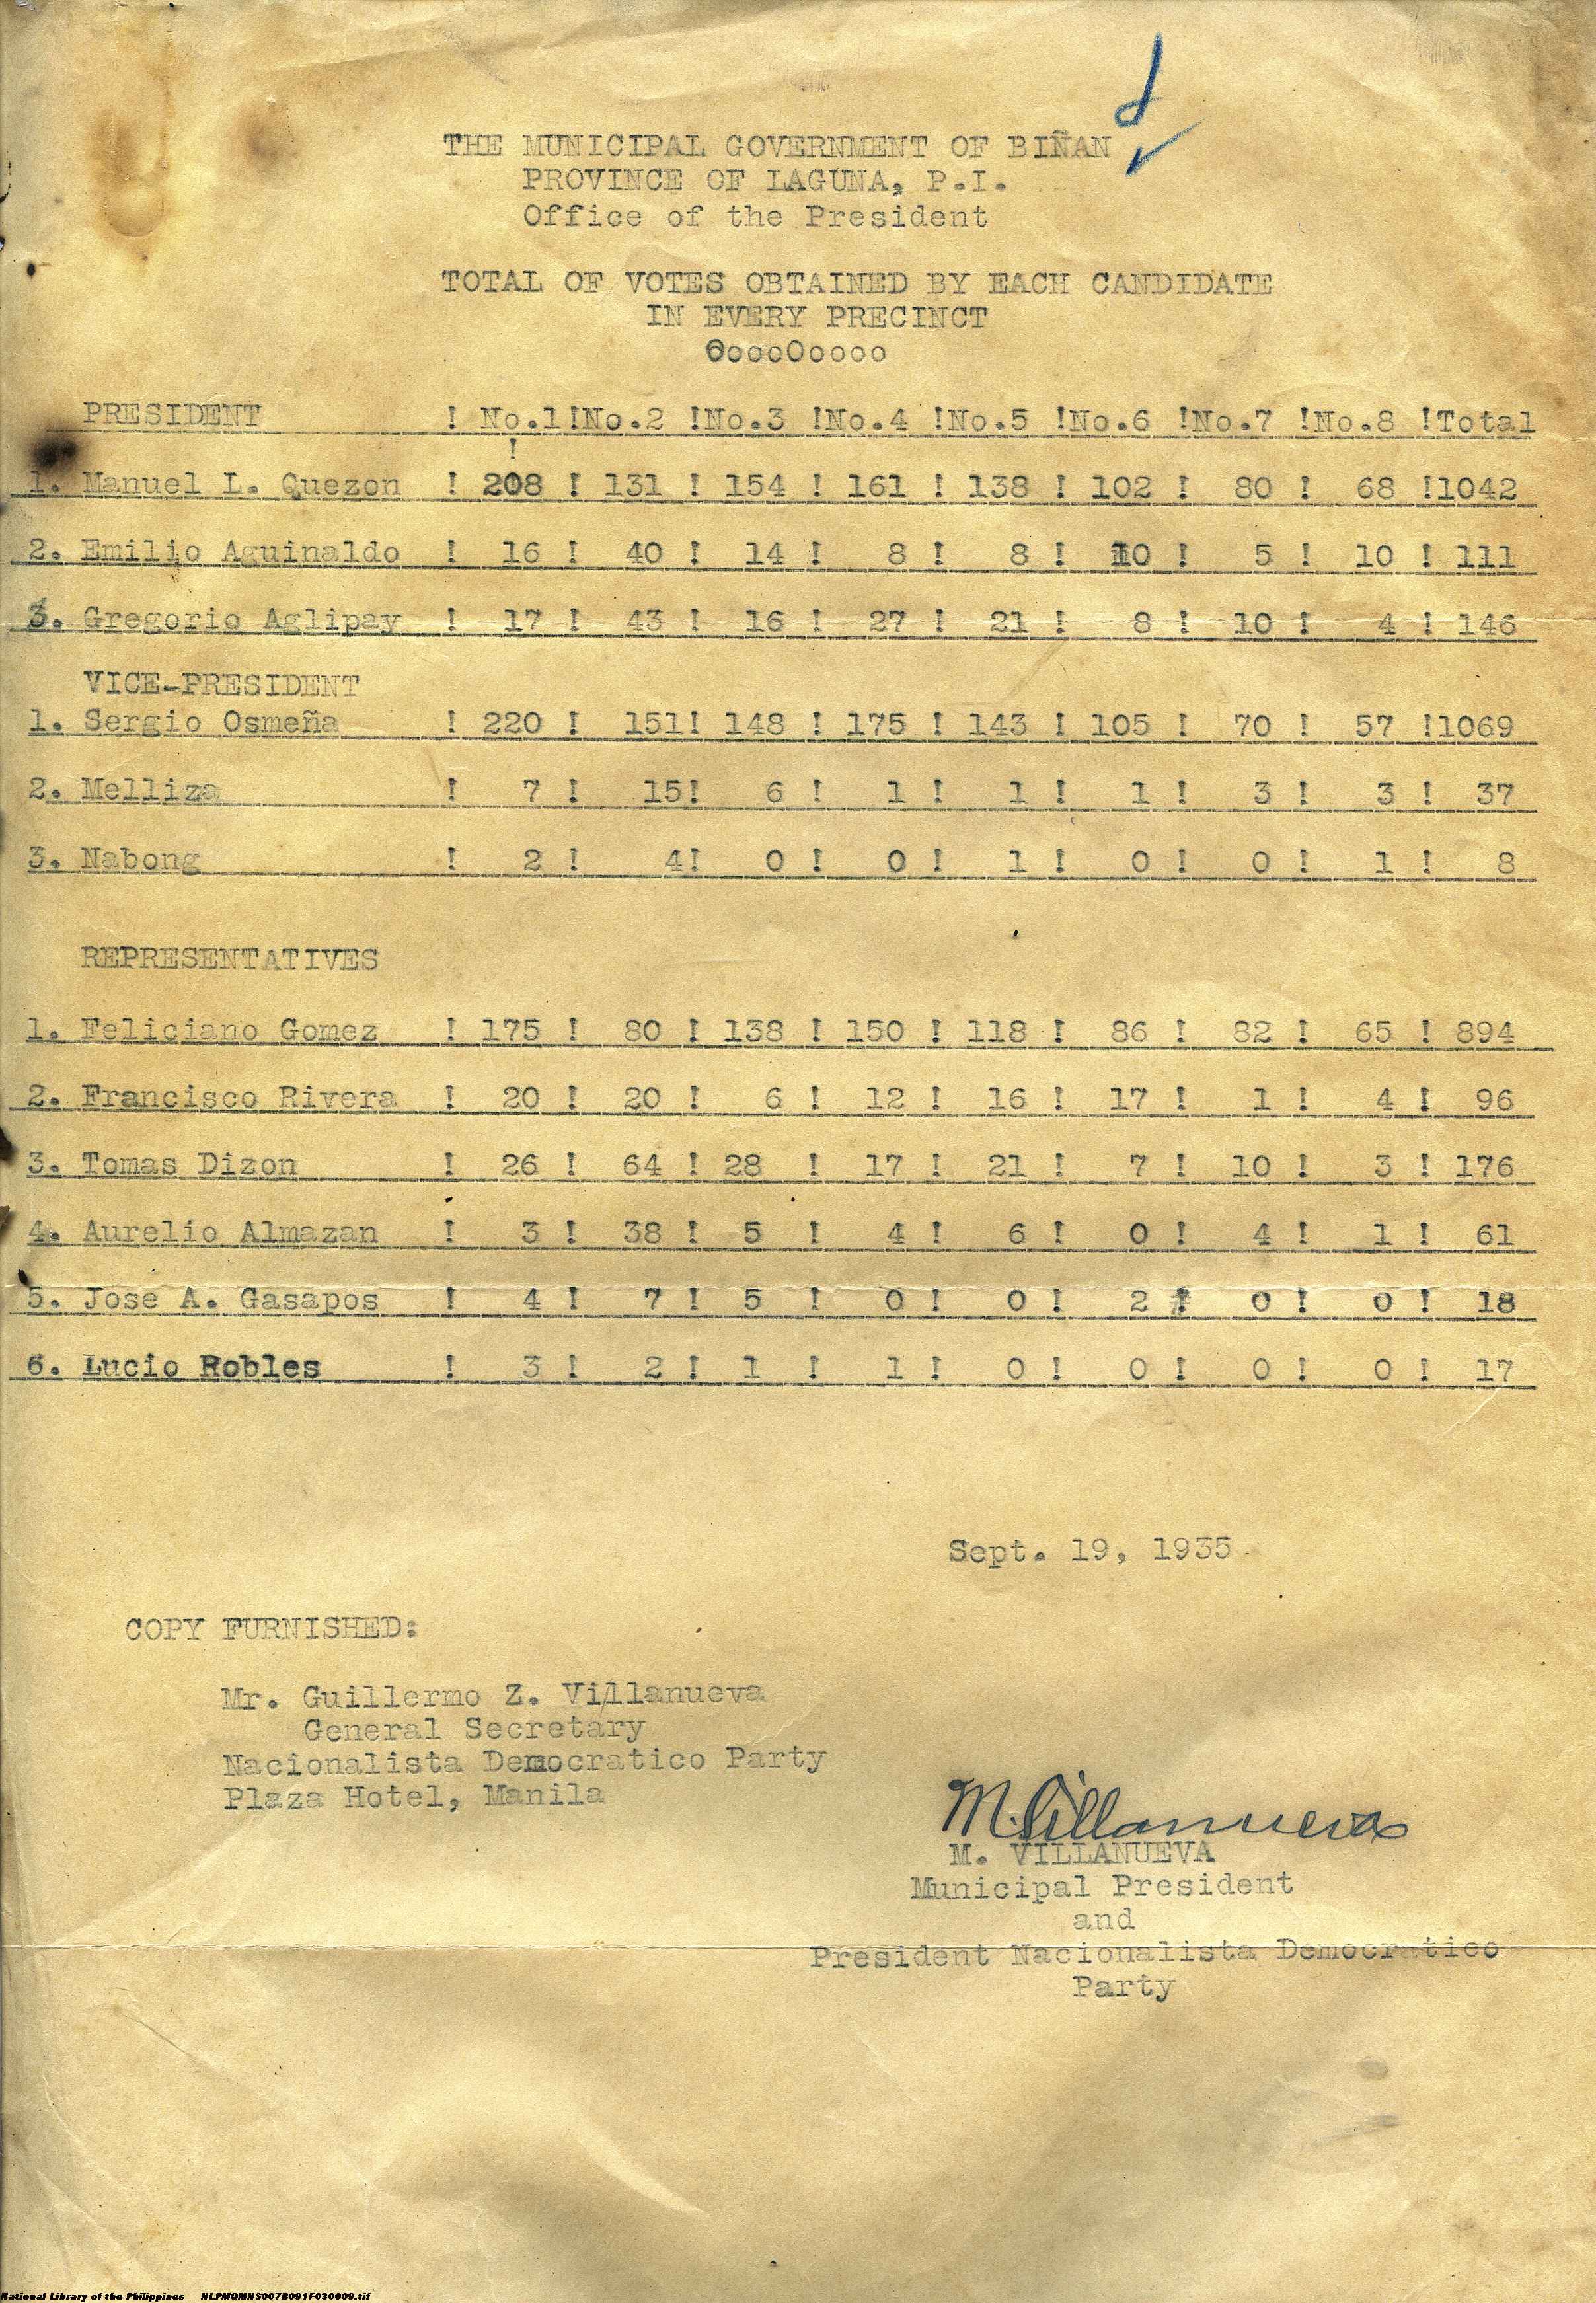 THE MUNICIPAL GOVERNMENT OF BIÑAN
PROVINCE OF LAGUNA, P.I.
Office of the President
TOTAL OF VOTES OBTAINED BY EACH CANDIDATE
IN EVERY PRECINCT
0oooOoooo
PRESIDENT ! No.1!No.2 !No.3 !No.4 !No.5 !No.6 !No.7 !No.8 !Total
1. Manuel L. Quezon ! 208 ! 131 ! 154 ! 161 ! 138 ! 102 ! 80 ! 68 !1042
2. Emilio Aguinaldo ! 16 ! 40 ! 14 ! 8 ! 8 ! 10 ! 5 ! 10 ! 111
3. Gregorio Aglipay ! 17 ! 43 ! 16 ! 27 ! 21 ! 8 ! 10 ! 4 ! 146
VICE-PRESIDENT
1. Sergio Osmeña ! 220 ! 151! 148 ! 175 ! 143 ! 105 ! 70 ! 57 !1069
2. Melliza ! 7 ! 15! 6 ! 1 ! 1 ! 1 ! 3 ! 3 ! 37
3. Nabong ! 2 ! 4! 0 ! 0 ! 1 ! 0 ! 0 ! 1 ! 8
REPRESENTATIVES
1. Feliciano Gomez ! 175 ! 80 ! 138 ! 150 ! 118 ! 86 ! 82 ! 65 ! 894
2. Francisco Rivera ! 20 ! 20 ! 6 ! 12 ! 16 ! 17 ! 1 ! 4 ! 96
3. Tomas Dizon ! 26 ! 64 ! 28 ! 17 ! 21 ! 7 ! 10 ! 3 ! 176
4. Aurelio Almazan ! 3 ! 38 ! 5 ! 4 ! 6 ! 0 ! 4 ! 1 ! 61
5. Jose A. Gasapos ! 4 ! 7 ! 5 ! 0 ! 0 ! 2 ! 0 ! 0 ! 18
6. Lucio Robles ! 3 ! 2 ! 1 ! 1 ! 0 ! 0 ! 0 ! 0 ! 17
Sept. 19, 1935
COPY FURNISHED:
Mr. Guillermo Z. Villanueva
General Secretary
Nacionalista Democratico Party
Plaza Hotel, Manila
M. Villanueva
M. VILLANUEVA
Municipal President
and
President Nacionalista Democratico
Party
National Library of the Philippines NLPMQMNS007B091F030009.tif